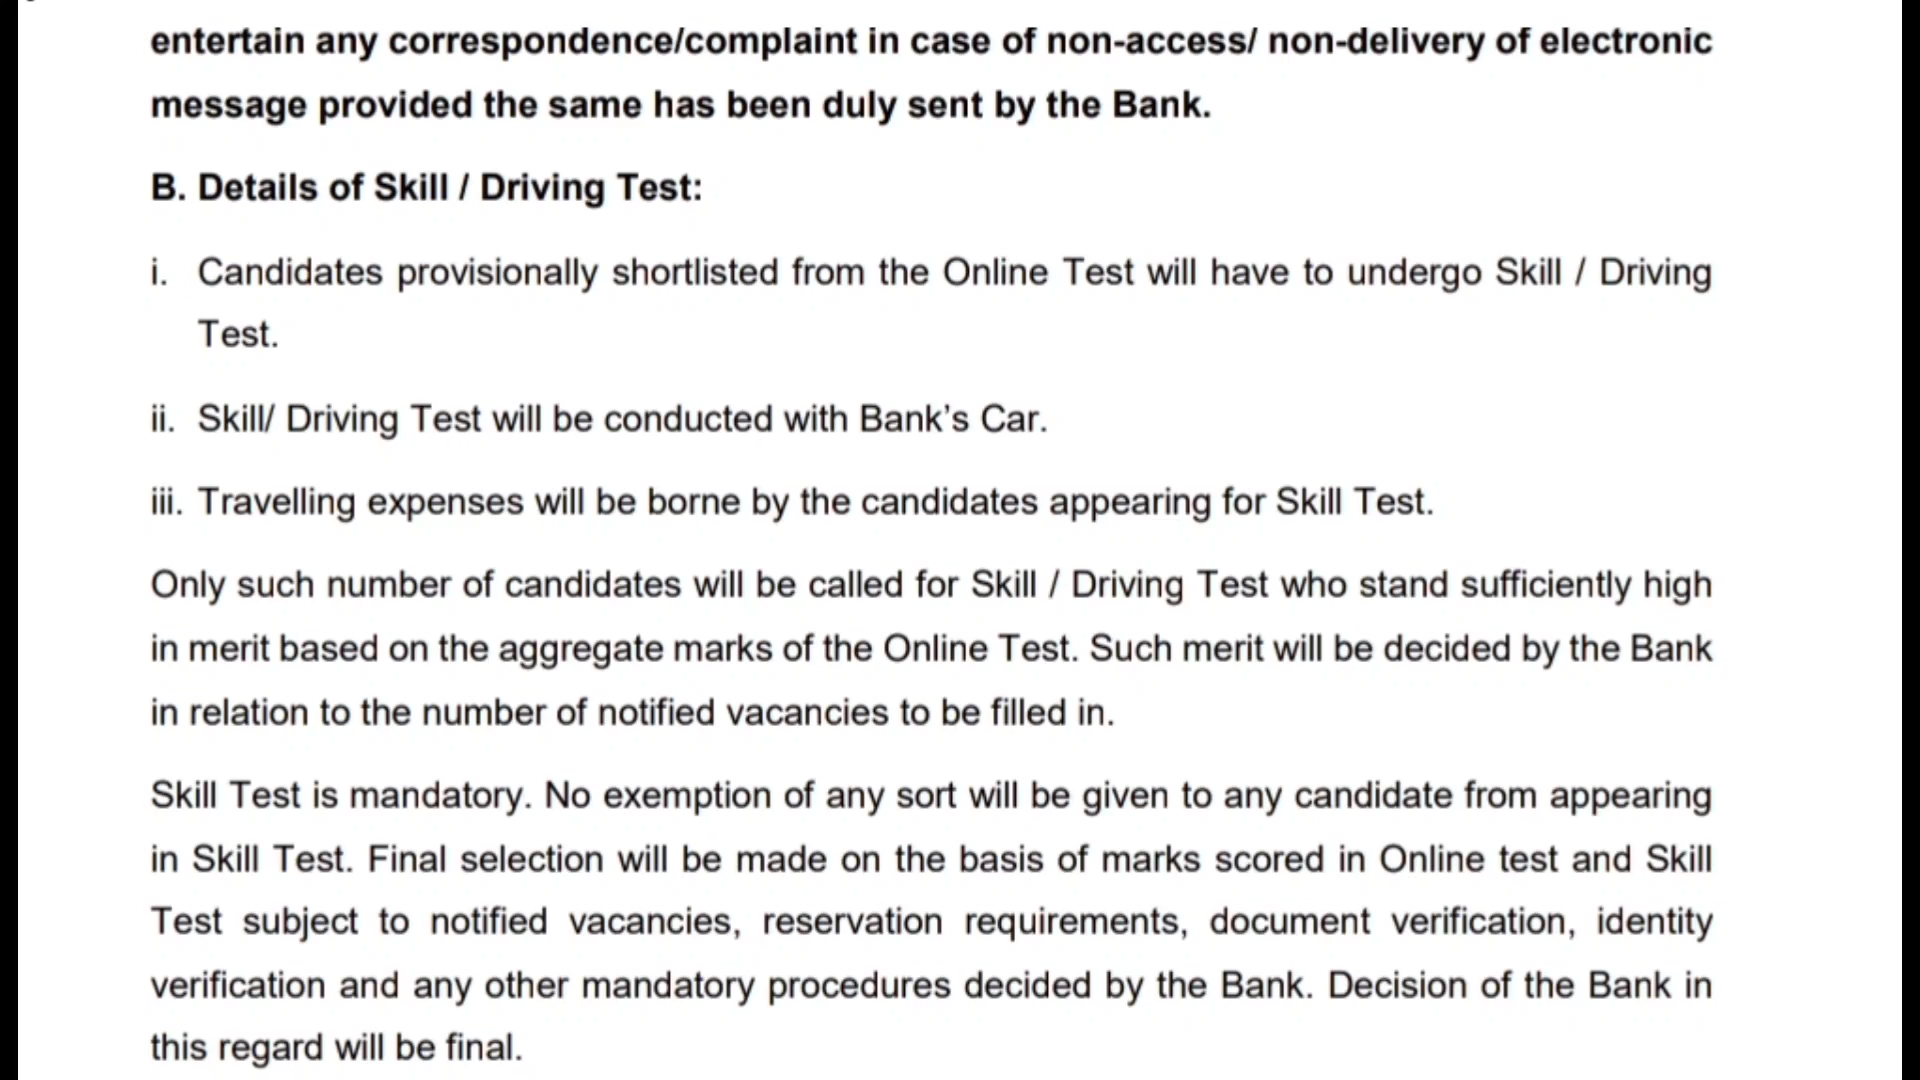 entertain any correspondence/complaint in case of non-access/ non-delivery of electronic
message provided the same has been duly sent by the Bank.
B. Details of Skill / Driving Test:
i. Candidates provisionally shortlisted from the Online Test will have to undergo Skill / Driving
Test.
ii. Skill/ Driving Test will be conducted with Bank’s Car.
iii. Travelling expenses will be borne by the candidates appearing for Skill Test.
Only such number of candidates will be called for Skill / Driving Test who stand sufficiently high
in merit based on the aggregate marks of the Online Test. Such merit will be decided by the Bank
in relation to the number of notified vacancies to be filled in.
Skill Test is mandatory. No exemption of any sort will be given to any candidate from appearing
in Skill Test. Final selection will be made on the basis of marks scored in Online test and Skill
Test subject to notified vacancies, reservation requirements, document verification, identity
verification and any other mandatory procedures decided by the Bank. Decision of the Bank in
this regard will be final.